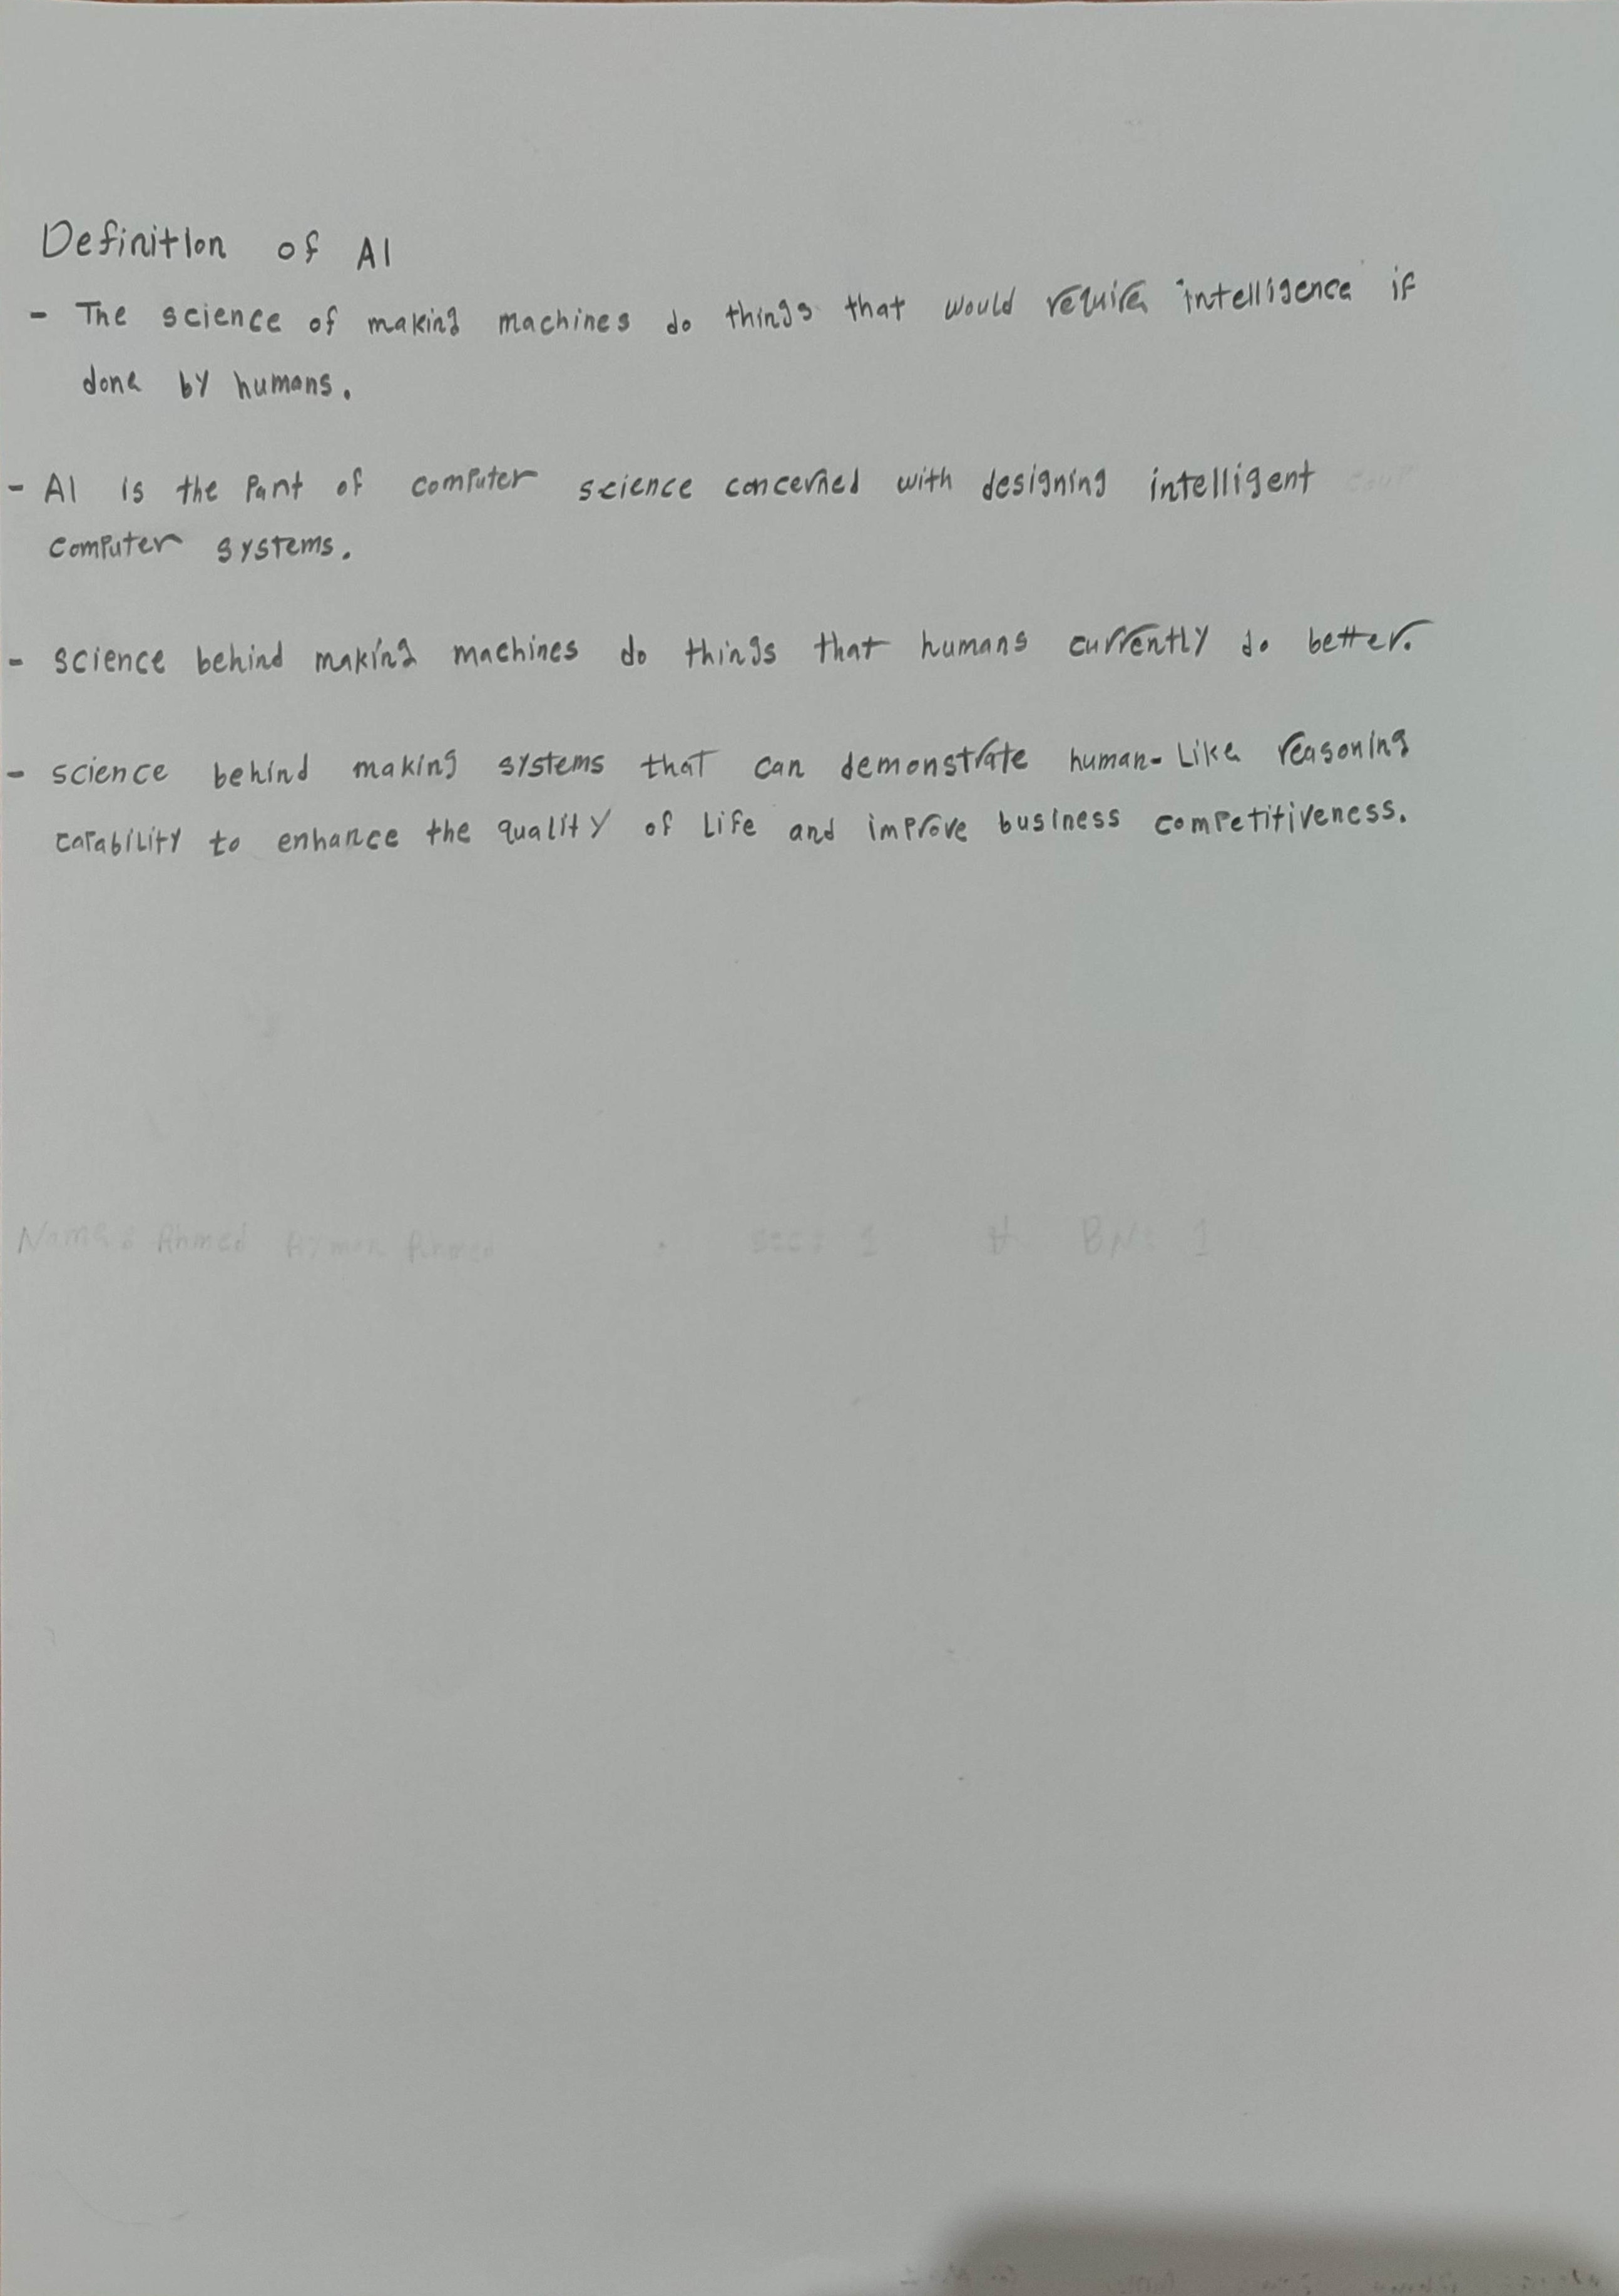 Definition of AI
- The science of making machines do things that would require intelligence if
done by humans.
- AI is the Part of computer science concerned with designing intelligent
computer systems.
- science behind making machines do things that humans currently do better.
- science behind making systems that can demonstrate human-Like reasoning
capability to enhance the quality of Life and improve business competitiveness.
Name: Ahmed Ayman Ahmed sec: 1 BN: 1